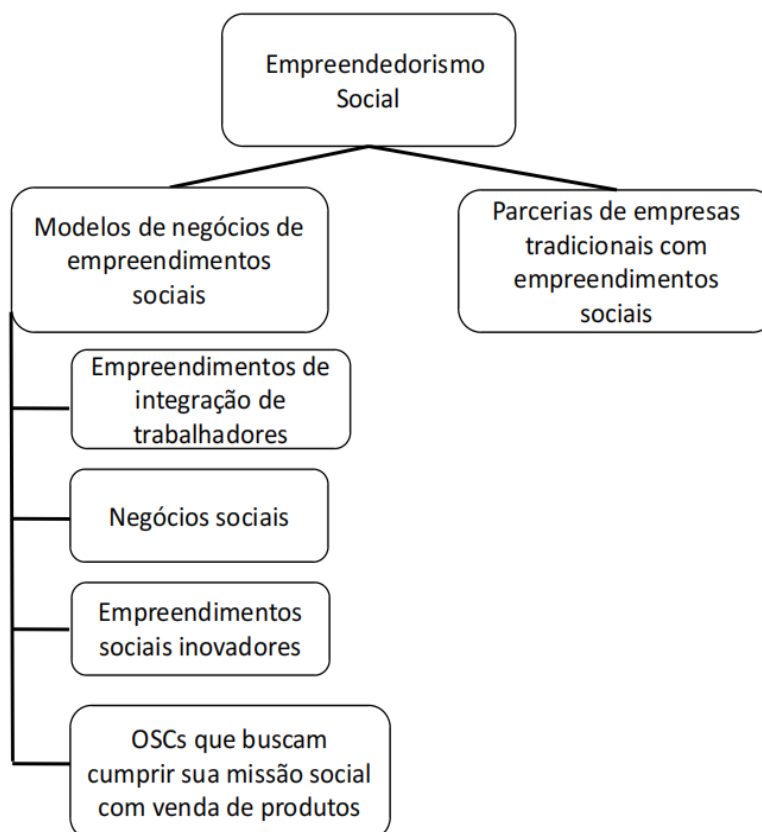 Empreendedorismo
Social
Modelos de negócios de
empreendimentos
sociais
Parcerias de empresas
tradicionais com
empreendimentos
sociais
Empreendimentos de
integração de
trabalhadores
Negócios sociais
Empreendimentos
sociais inovadores
OSCs que buscam
cumprir sua missão social
com venda de produtos